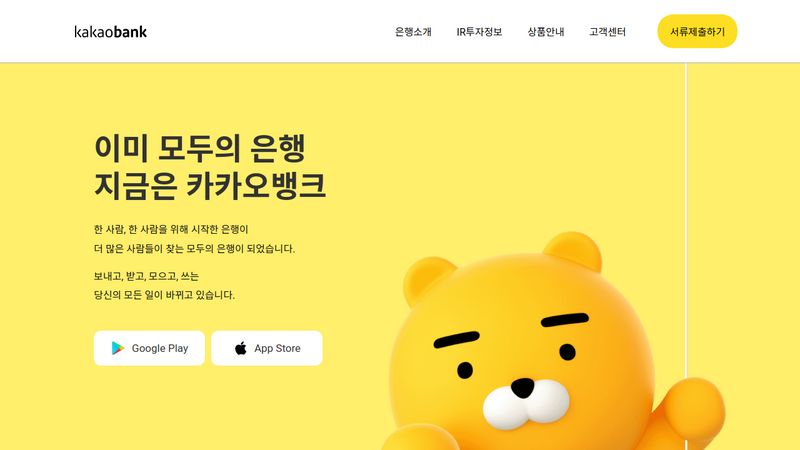 kakaobank
은행소개
IR투자정보
상품안내
고객센터
서류제출하기
이미 모두의 은행
지금은 카카오뱅크
한 사람, 한 사람을 위해 시작한 은행이
더 많은 사람들이 찾는 모두의 은행이 되었습니다.
보내고, 받고, 모으고, 쓰는
당신의 모든 일이 바뀌고 있습니다.
Google Play
App Store